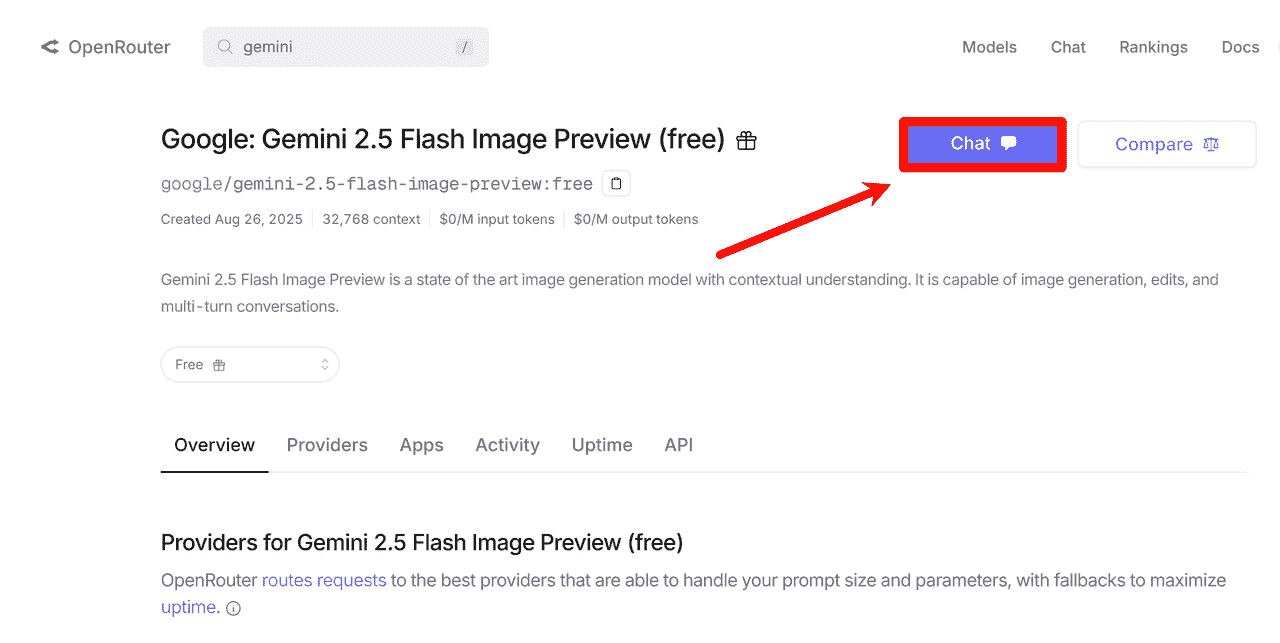 OpenRouter
gemini
/
Models
Chat
Rankings
Docs
Google: Gemini 2.5 Flash Image Preview (free)
Chat
Compare
google/gemini-2.5-flash-image-preview:free
Created Aug 26, 2025
32,768 context
$0/M input tokens
$0/M output tokens
Gemini 2.5 Flash Image Preview is a state of the art image generation model with contextual understanding. It is capable of image generation, edits, and
multi-turn conversations.
Free
Overview
Providers
Apps
Activity
Uptime
API
Providers for Gemini 2.5 Flash Image Preview (free)
OpenRouter routes requests to the best providers that are able to handle your prompt size and parameters, with fallbacks to maximize
uptime.